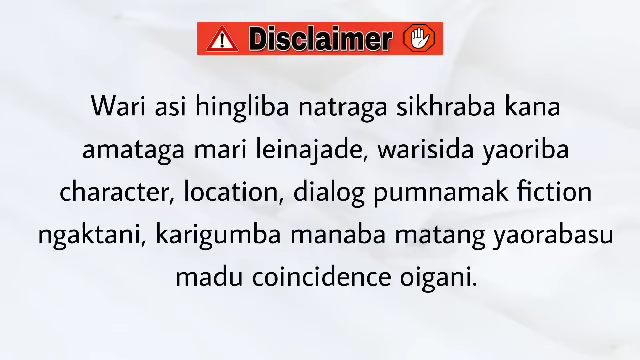 Disclaimer
Wari asi hingliba natraga sikhraba kana
amataga mari leinajade, warisida yaoriba
character, location, dialog pumnamak fiction
ngaktani, karigumba manaba matang yaorabasu
madu coincidence oigani.